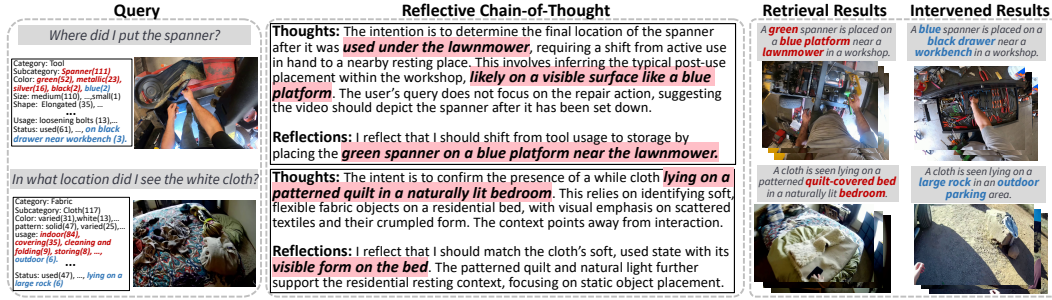 Query
Reflective Chain-of-Thought
Retrieval Results
Intervened Results
Where did I put the spanner?
Category: Tool
Subcategory: Spanner(111)
Color: green(52), metallic(23),
silver(16), black(2), blue(2)
Size: medium(110), ...,small(1)
Shape:  Elongated (35), ...
...
Usage: loosening bolts (13),...
Status: used(61), ..., on black
drawer near workbench (3).
Thoughts: The intention is to determine the final location of the spanner
after it was used under the lawnmower, requiring a shift from active use
in hand to a nearby resting place. This involves inferring the typical post-use
placement within the workshop, likely on a visible surface like a blue
platform. The user's query does not focus on the repair action, suggesting
the video should depict the spanner after it has been set down.
Reflections: I reflect that I should shift from tool usage to storage by
placing the green spanner on a blue platform near the lawnmower.
A green spanner is placed on
a blue platform near a
lawnmower in a workshop.
A blue spanner is placed on
a black drawer near a
workbench in a workshop.
In what location did I see the white cloth?
Category: Fabric
Subcategory: Cloth(117)
Color: varied(31),white(13),...
pattern: solid(47), varied(25),...
usage: indoor(84),
covering(35), cleaning and
folding(9), storing(8), ...
outdoor (6).
...
Status: used(47), ..., lying on a
large rock (6)
Thoughts: The intent is to confirm the presence of a while cloth lying on a
patterned quilt in a naturally lit bedroom. This relies on identifying soft,
flexible fabric objects on a residential bed, with visual emphasis on scattered
textiles and their crumpled form. The context points away from interaction.
Reflections: I reflect that I should match the cloth's soft, used state with its
visible form on the bed. The patterned quilt and natural light further
support the residential resting context, focusing on static object placement.
A cloth is seen lying on a
patterned quilt-covered bed
in a naturally lit bedroom.
A cloth is seen lying on a
large rock in an outdoor
parking area.